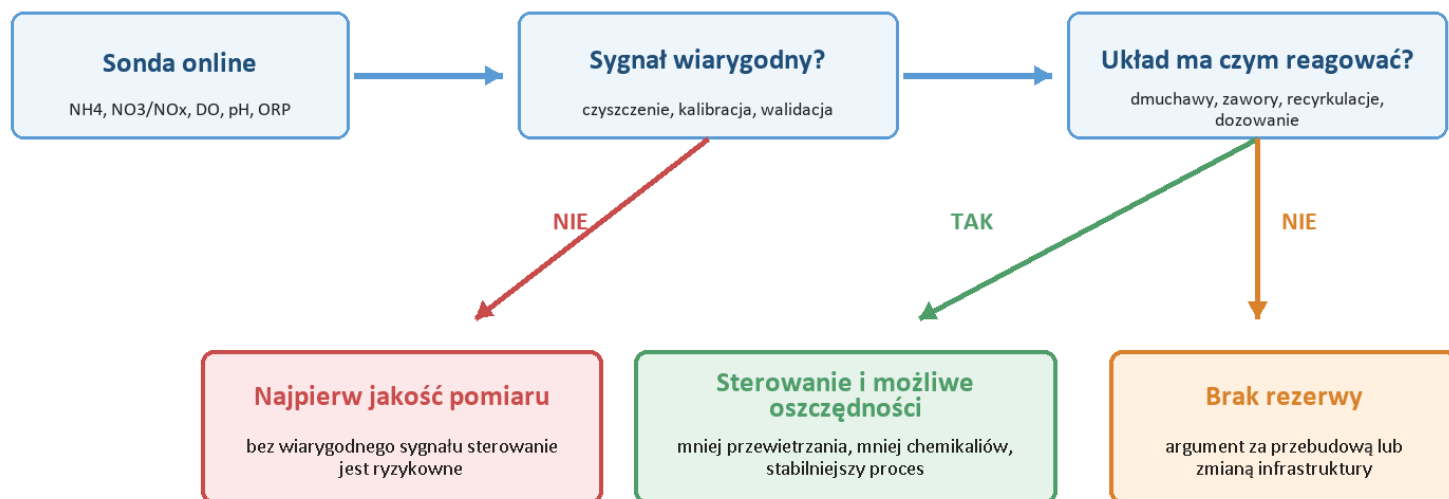 Sonda online
NH4, NO3/NOx, DO, pH, ORP
Sygnał wiarygodny?
czyszczenie, kalibracja, walidacja
Układ ma czym reagować?
dmuchawy, zawory, recyrkulacje,
dozowanie
NIE
TAK
NIE
Najpierw jakość pomiaru
bez wiarygodnego sygnału sterowanie
jest ryzykowne
Sterowanie i możliwe
oszczędności
mniej przewietrzania, mniej chemikaliów,
stabilniejszy proces
Brak rezerwy
argument za przebudową lub
zmianą infrastruktury